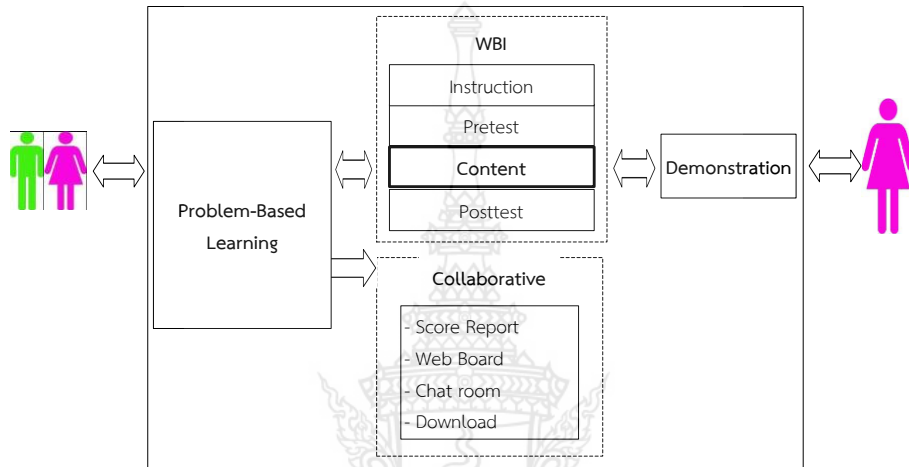 WBI
Instruction
Pretest
Content
Posttest
Problem-Based
Learning
Demonstration
Collaborative
- Score Report
- Web Board
- Chat room
- Download